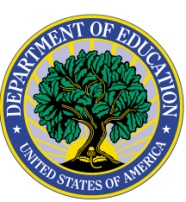 DEPARTMENT OF EDUCATION
UNITED STATES OF AMERICA